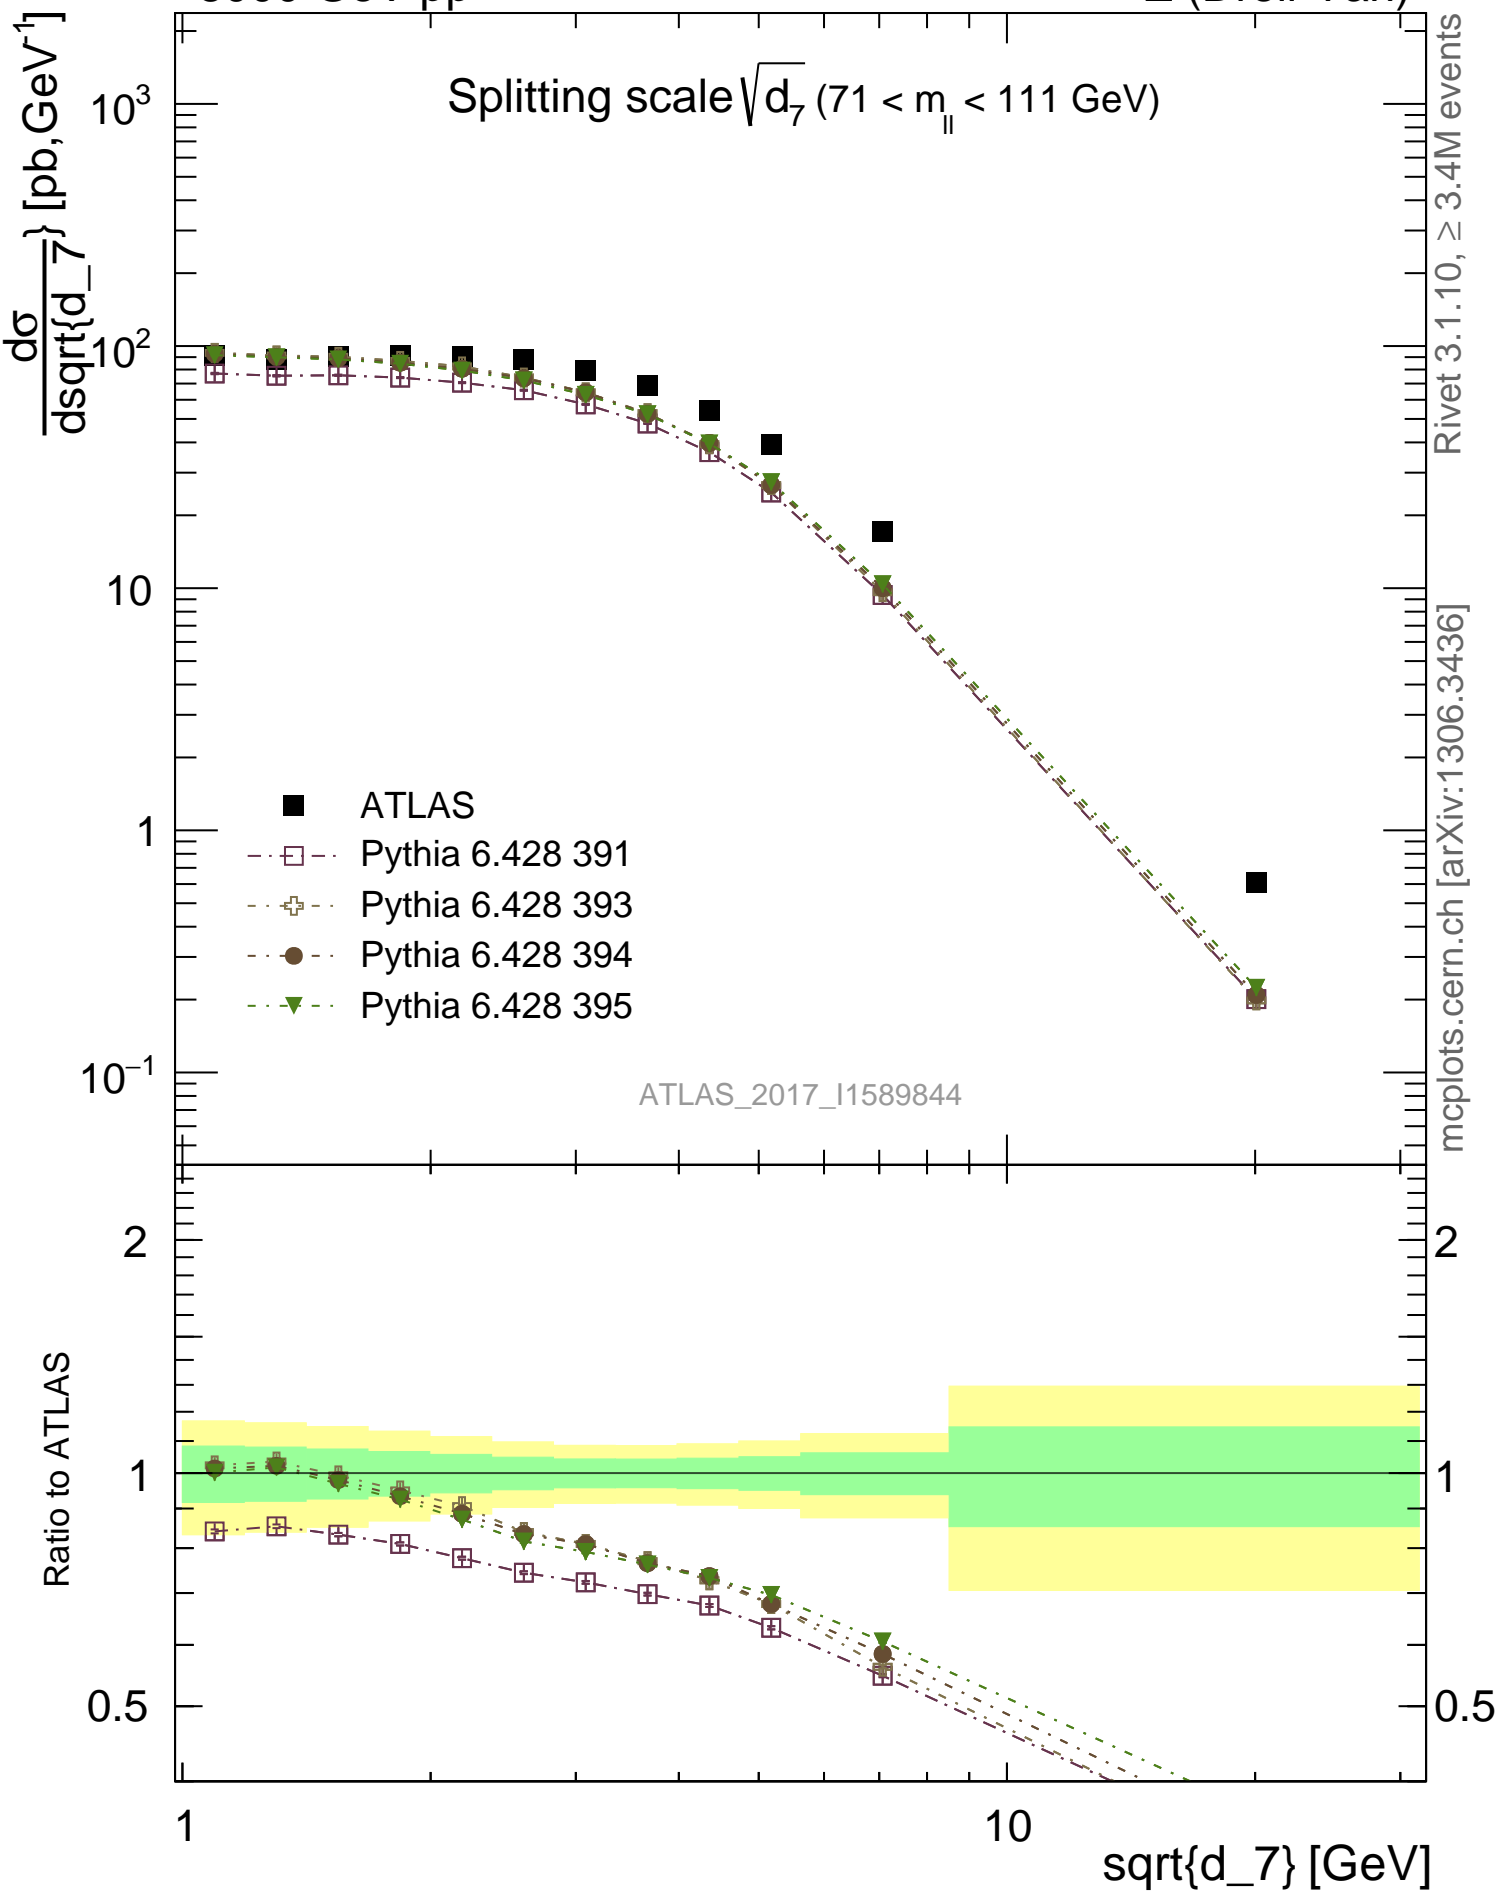 Splitting scale √d₇ (71 < mₗₗ < 111 GeV)
dσ
dsqrt{d_7} [pb,GeV⁻¹]
10³
10²
10
1
10⁻¹
ATLAS
Pythia 6.428 391
Pythia 6.428 393
Pythia 6.428 394
Pythia 6.428 395
ATLAS_2017_I1589844
Rivet 3.1.10, ≥ 3.4M events
mcplots.cern.ch [arXiv:1306.3436]
Ratio to ATLAS
2
1
0.5
2
1
0.5
1
10
sqrt{d_7} [GeV]